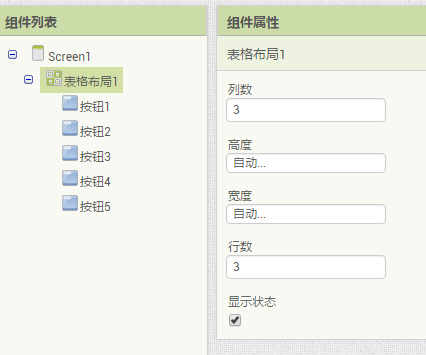 组件列表
Screen1
表格布局1
按钮1
按钮2
按钮3
按钮4
按钮5
组件属性
表格布局1
列数
3
高度
自动...
宽度
自动...
行数
3
显示状态